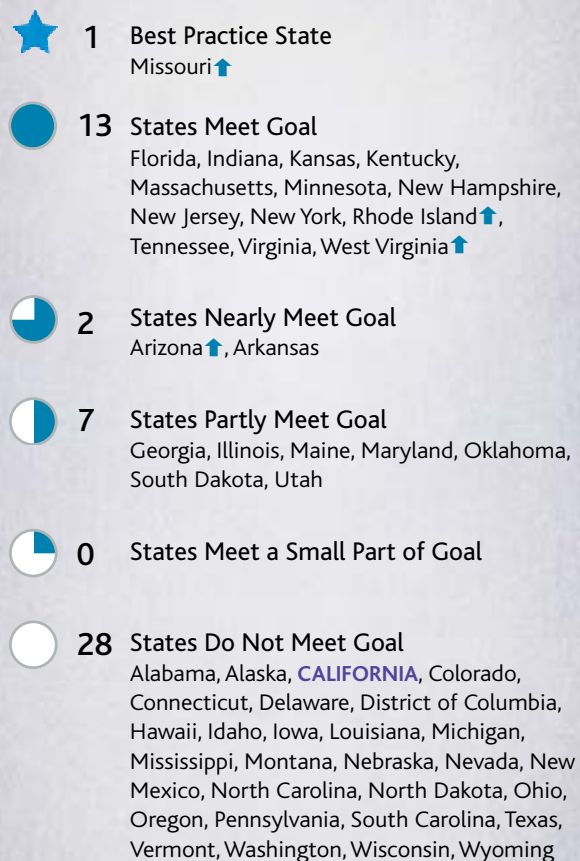 1 Best Practice State
Missouri⬆
13 States Meet Goal
Florida, Indiana, Kansas, Kentucky,
Massachusetts, Minnesota, New Hampshire,
New Jersey, New York, Rhode Island⬆,
Tennessee, Virginia, West Virginia⬆
2 States Nearly Meet Goal
Arizona⬆, Arkansas
7 States Partly Meet Goal
Georgia, Illinois, Maine, Maryland, Oklahoma,
South Dakota, Utah
0 States Meet a Small Part of Goal
28 States Do Not Meet Goal
Alabama, Alaska, CALIFORNIA, Colorado,
Connecticut, Delaware, District of Columbia,
Hawaii, Idaho, Iowa, Louisiana, Michigan,
Mississippi, Montana, Nebraska, Nevada, New
Mexico, North Carolina, North Dakota, Ohio,
Oregon, Pennsylvania, South Carolina, Texas,
Vermont, Washington, Wisconsin, Wyoming